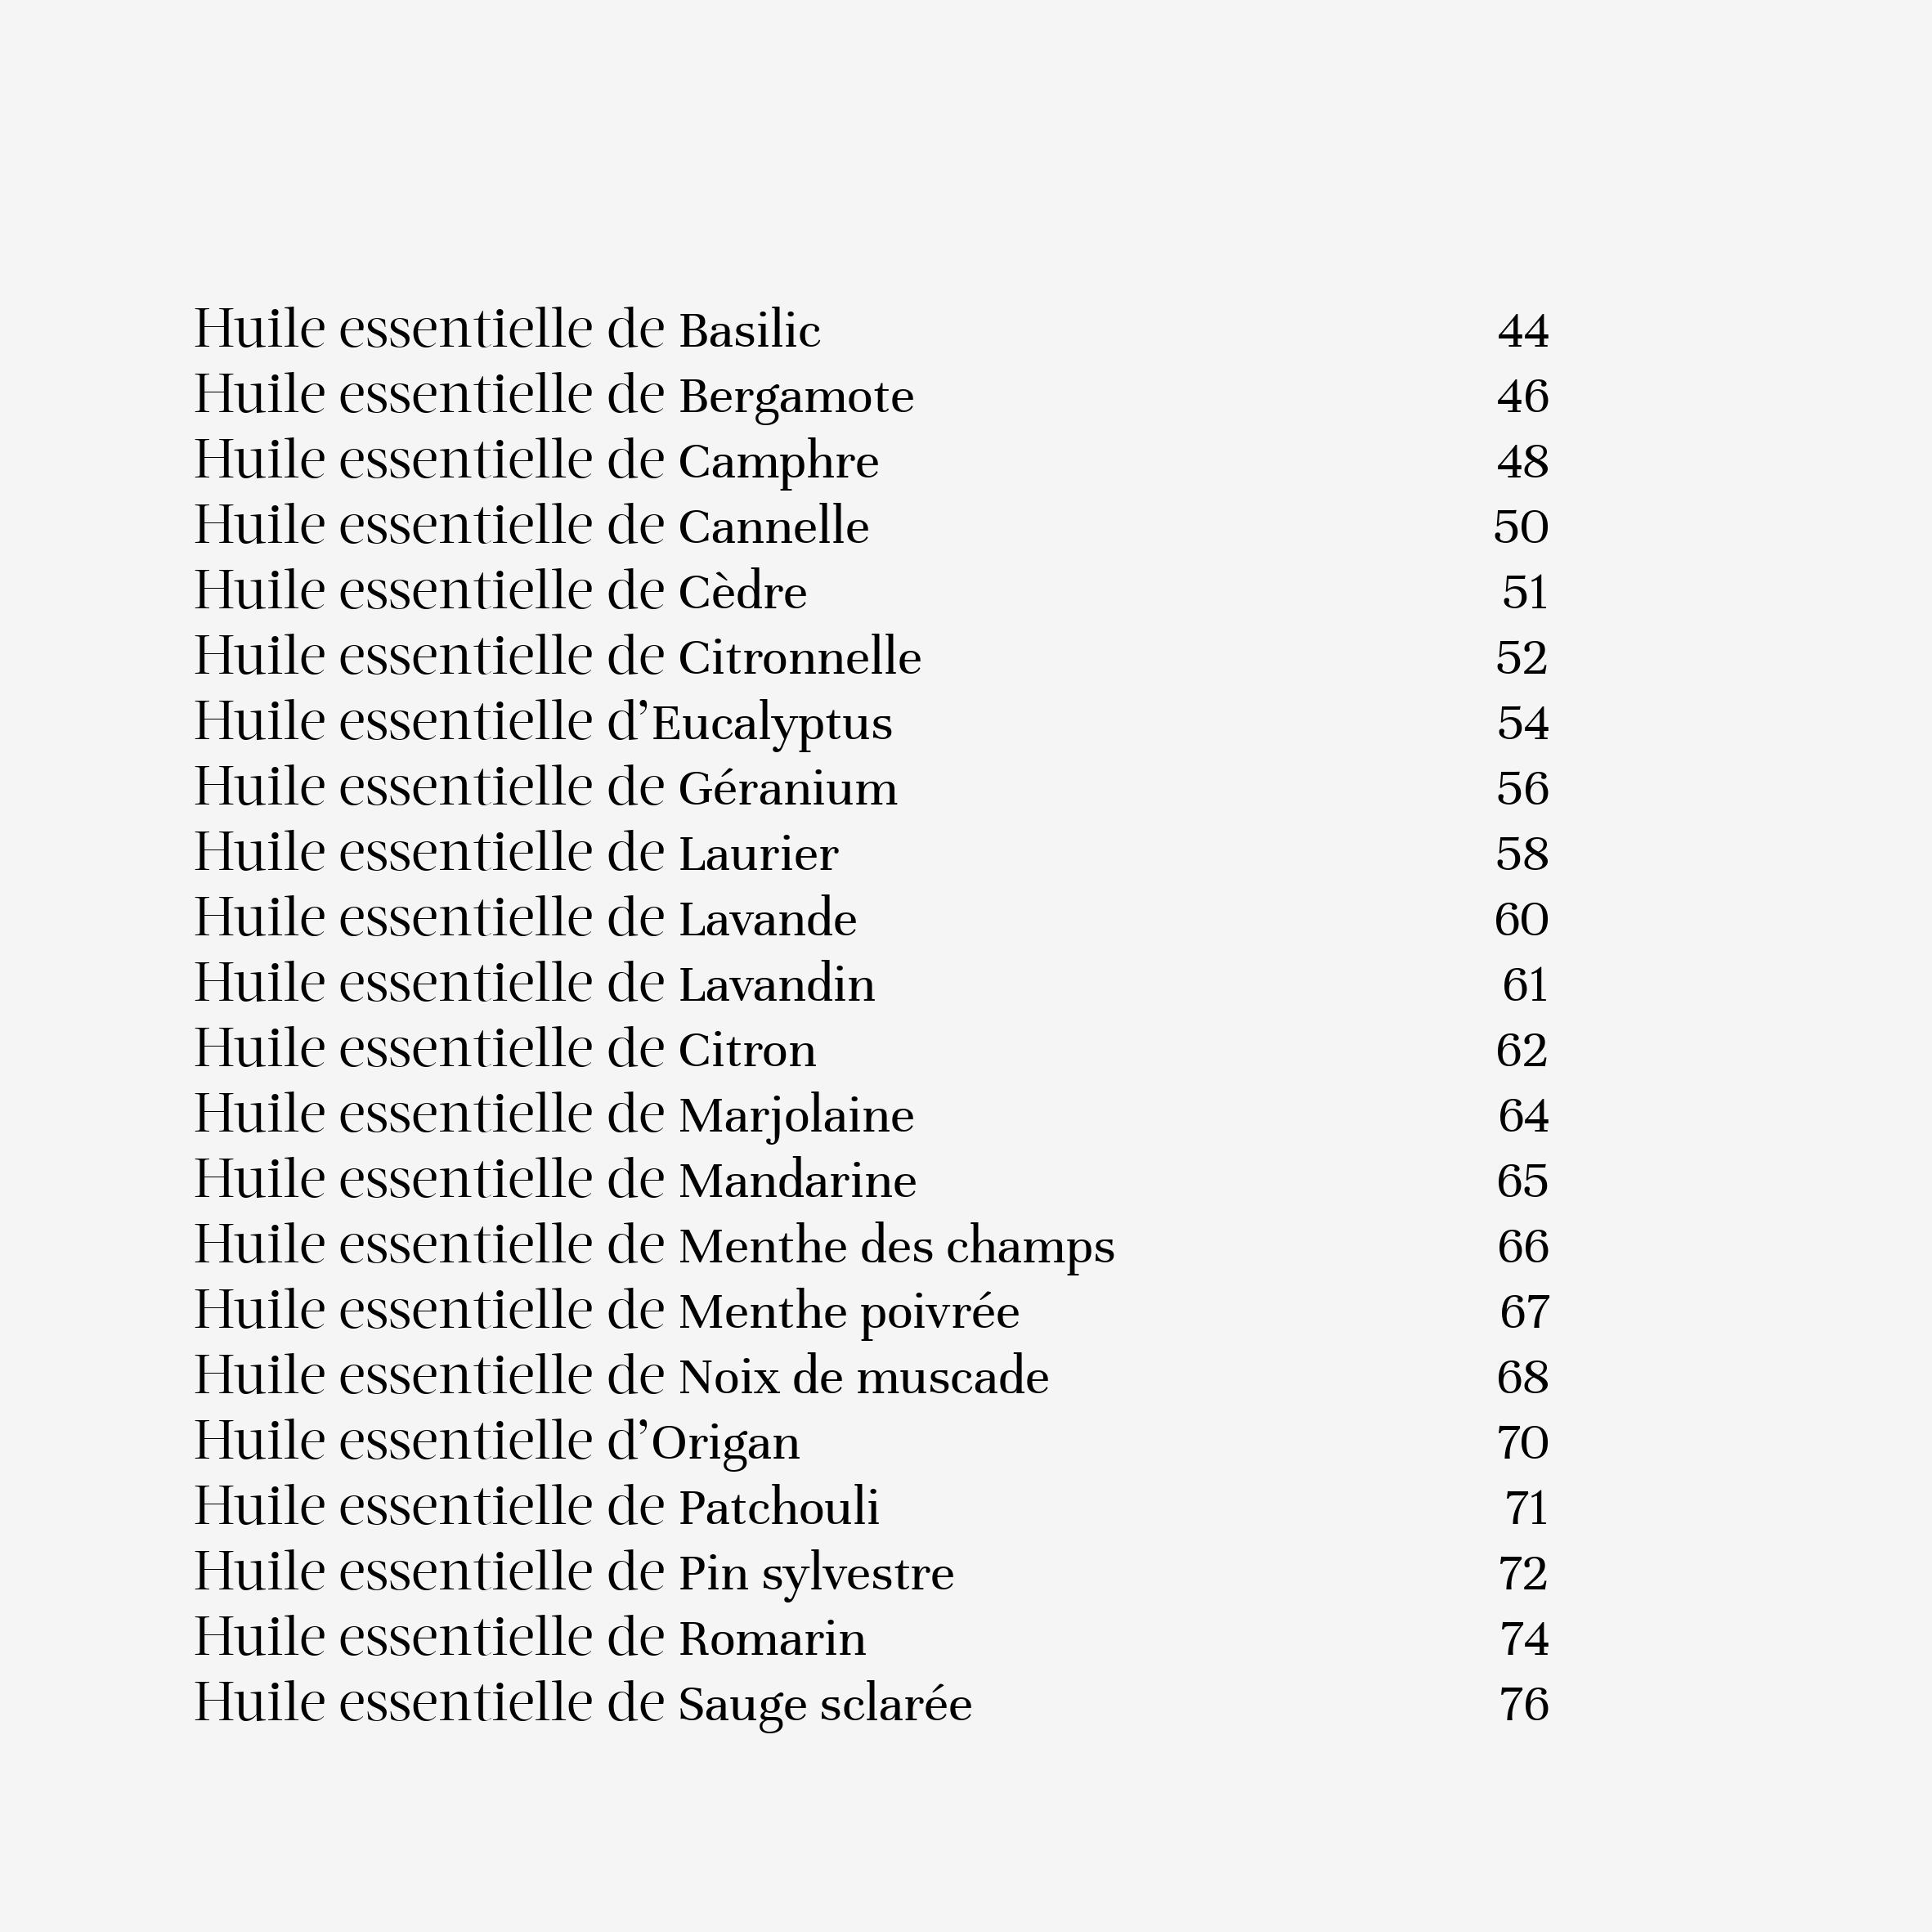 Huile essentielle de Basilic 44
Huile essentielle de Bergamote 46
Huile essentielle de Camphre 48
Huile essentielle de Cannelle 50
Huile essentielle de Cèdre 51
Huile essentielle de Citronnelle 52
Huile essentielle d’Eucalyptus 54
Huile essentielle de Géranium 56
Huile essentielle de Laurier 58
Huile essentielle de Lavande 60
Huile essentielle de Lavandin 61
Huile essentielle de Citron 62
Huile essentielle de Marjolaine 64
Huile essentielle de Mandarine 65
Huile essentielle de Menthe des champs 66
Huile essentielle de Menthe poivrée 67
Huile essentielle de Noix de muscade 68
Huile essentielle d’Origan 70
Huile essentielle de Patchouli 71
Huile essentielle de Pin sylvestre 72
Huile essentielle de Romarin 74
Huile essentielle de Sauge sclarée 76